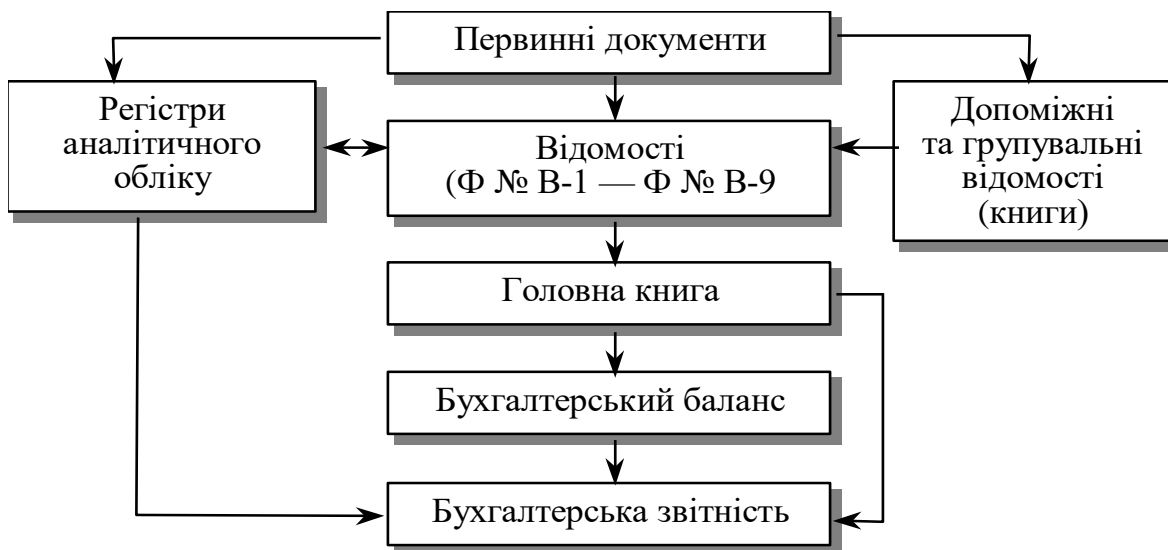 Первинні документи
Регістри
аналітичного
обліку
Відомості
(Ф № В-1 — Ф № В-9
Допоміжні
та групувальні
відомості
(книги)
Головна книга
Бухгалтерський баланс
Бухгалтерська звітність